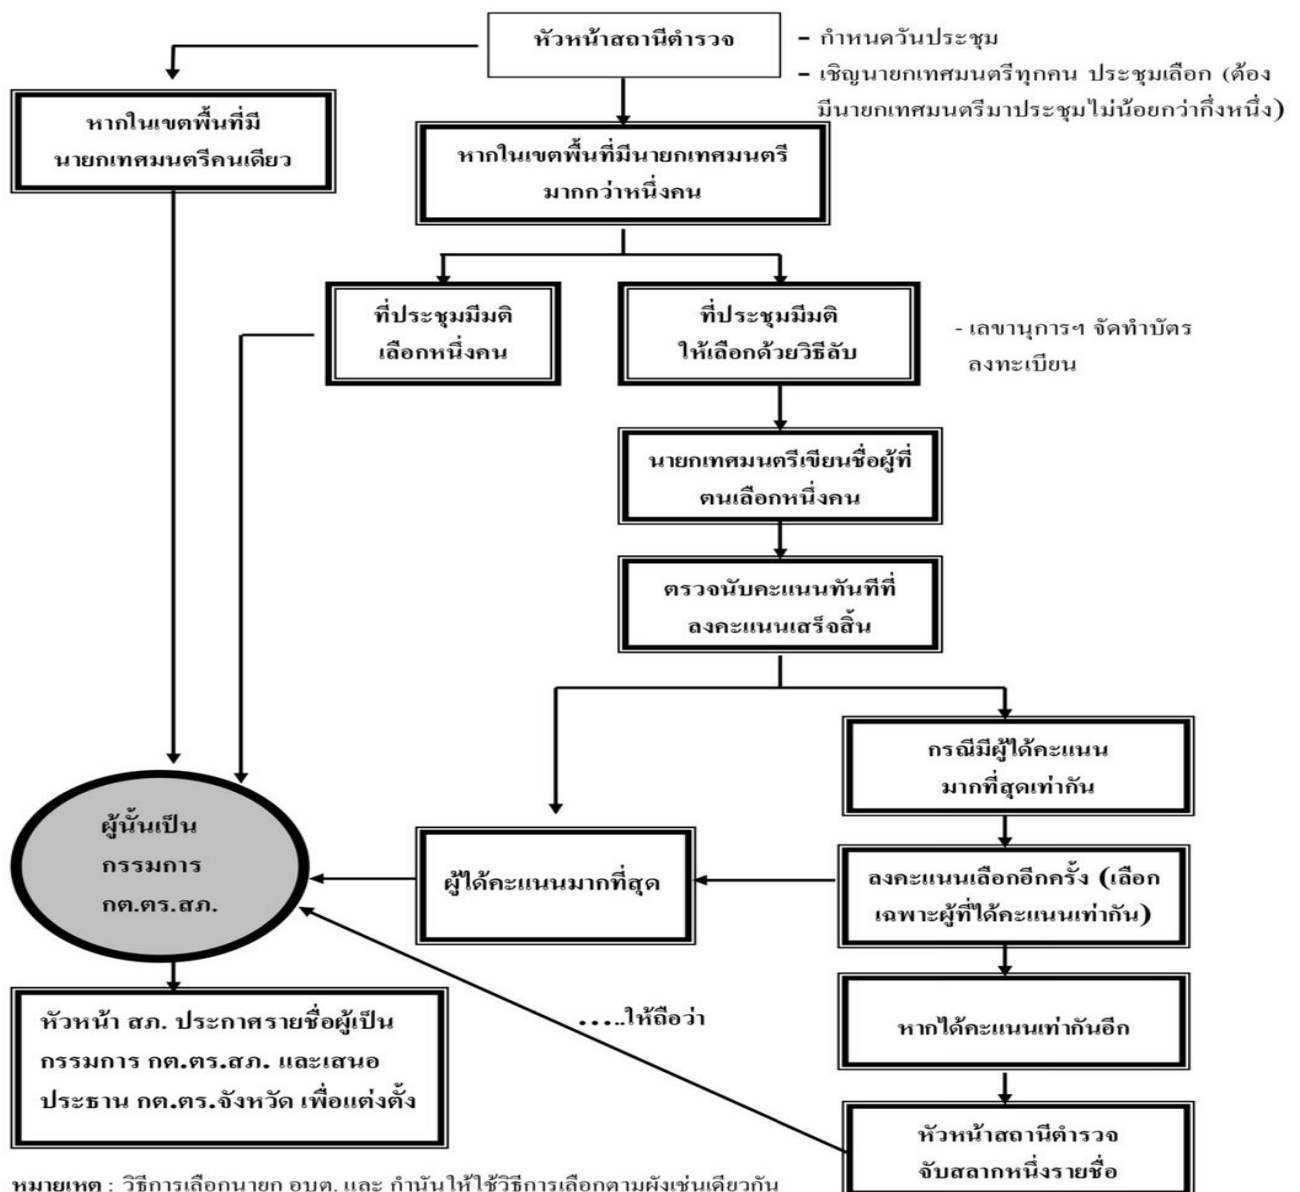 หัวหน้าสถานีตำรวจ
- กำหนดวันประชุม
- เชิญนายกเทศมนตรีทุกคน ประชุมเลือก (ต้อง
มีนายกเทศมนตรีมาประชุมไม่น้อยกว่ากึ่งหนึ่ง)
หากในเขตพื้นที่มี
นายกเทศมนตรีคนเดียว
หากในเขตพื้นที่มีนายกเทศมนตรี
มากกว่าหนึ่งคน
ที่ประชุมมีมติ
เลือกหนึ่งคน
ที่ประชุมมีมติ
ให้เลือกด้วยวิธีลับ
- เลขานุการฯ จัดทำบัตร
ลงทะเบียน
นายกเทศมนตรีเขียนชื่อผู้ที่
ตนเลือกหนึ่งคน
ตรวจนับคะแนนทันทีที่
ลงคะแนนเสร็จสิ้น
กรณีมีผู้ได้คะแนน
มากที่สุดเท่ากัน
ผู้นั้นเป็น
กรรมการ
กต.ตร.สภ.
ผู้ได้คะแนนมากที่สุด
ลงคะแนนเลือกอีกครั้ง (เลือก
เฉพาะผู้ที่ได้คะแนนเท่ากัน)
หัวหน้า สภ. ประกาศรายชื่อผู้เป็น
กรรมการ กต.ตร.สภ. และเสนอ
ประธาน กต.ตร.จังหวัด เพื่อแต่งตั้ง
.....ให้ถือว่า
หากได้คะแนนเท่ากันอีก
หัวหน้าสถานีตำรวจ
จับสลากหนึ่งรายชื่อ
หมายเหตุ : วิธีการเลือกนายก อบต. และ กำนันให้ใช้วิธีการเลือกตามผังเช่นเดียวกัน